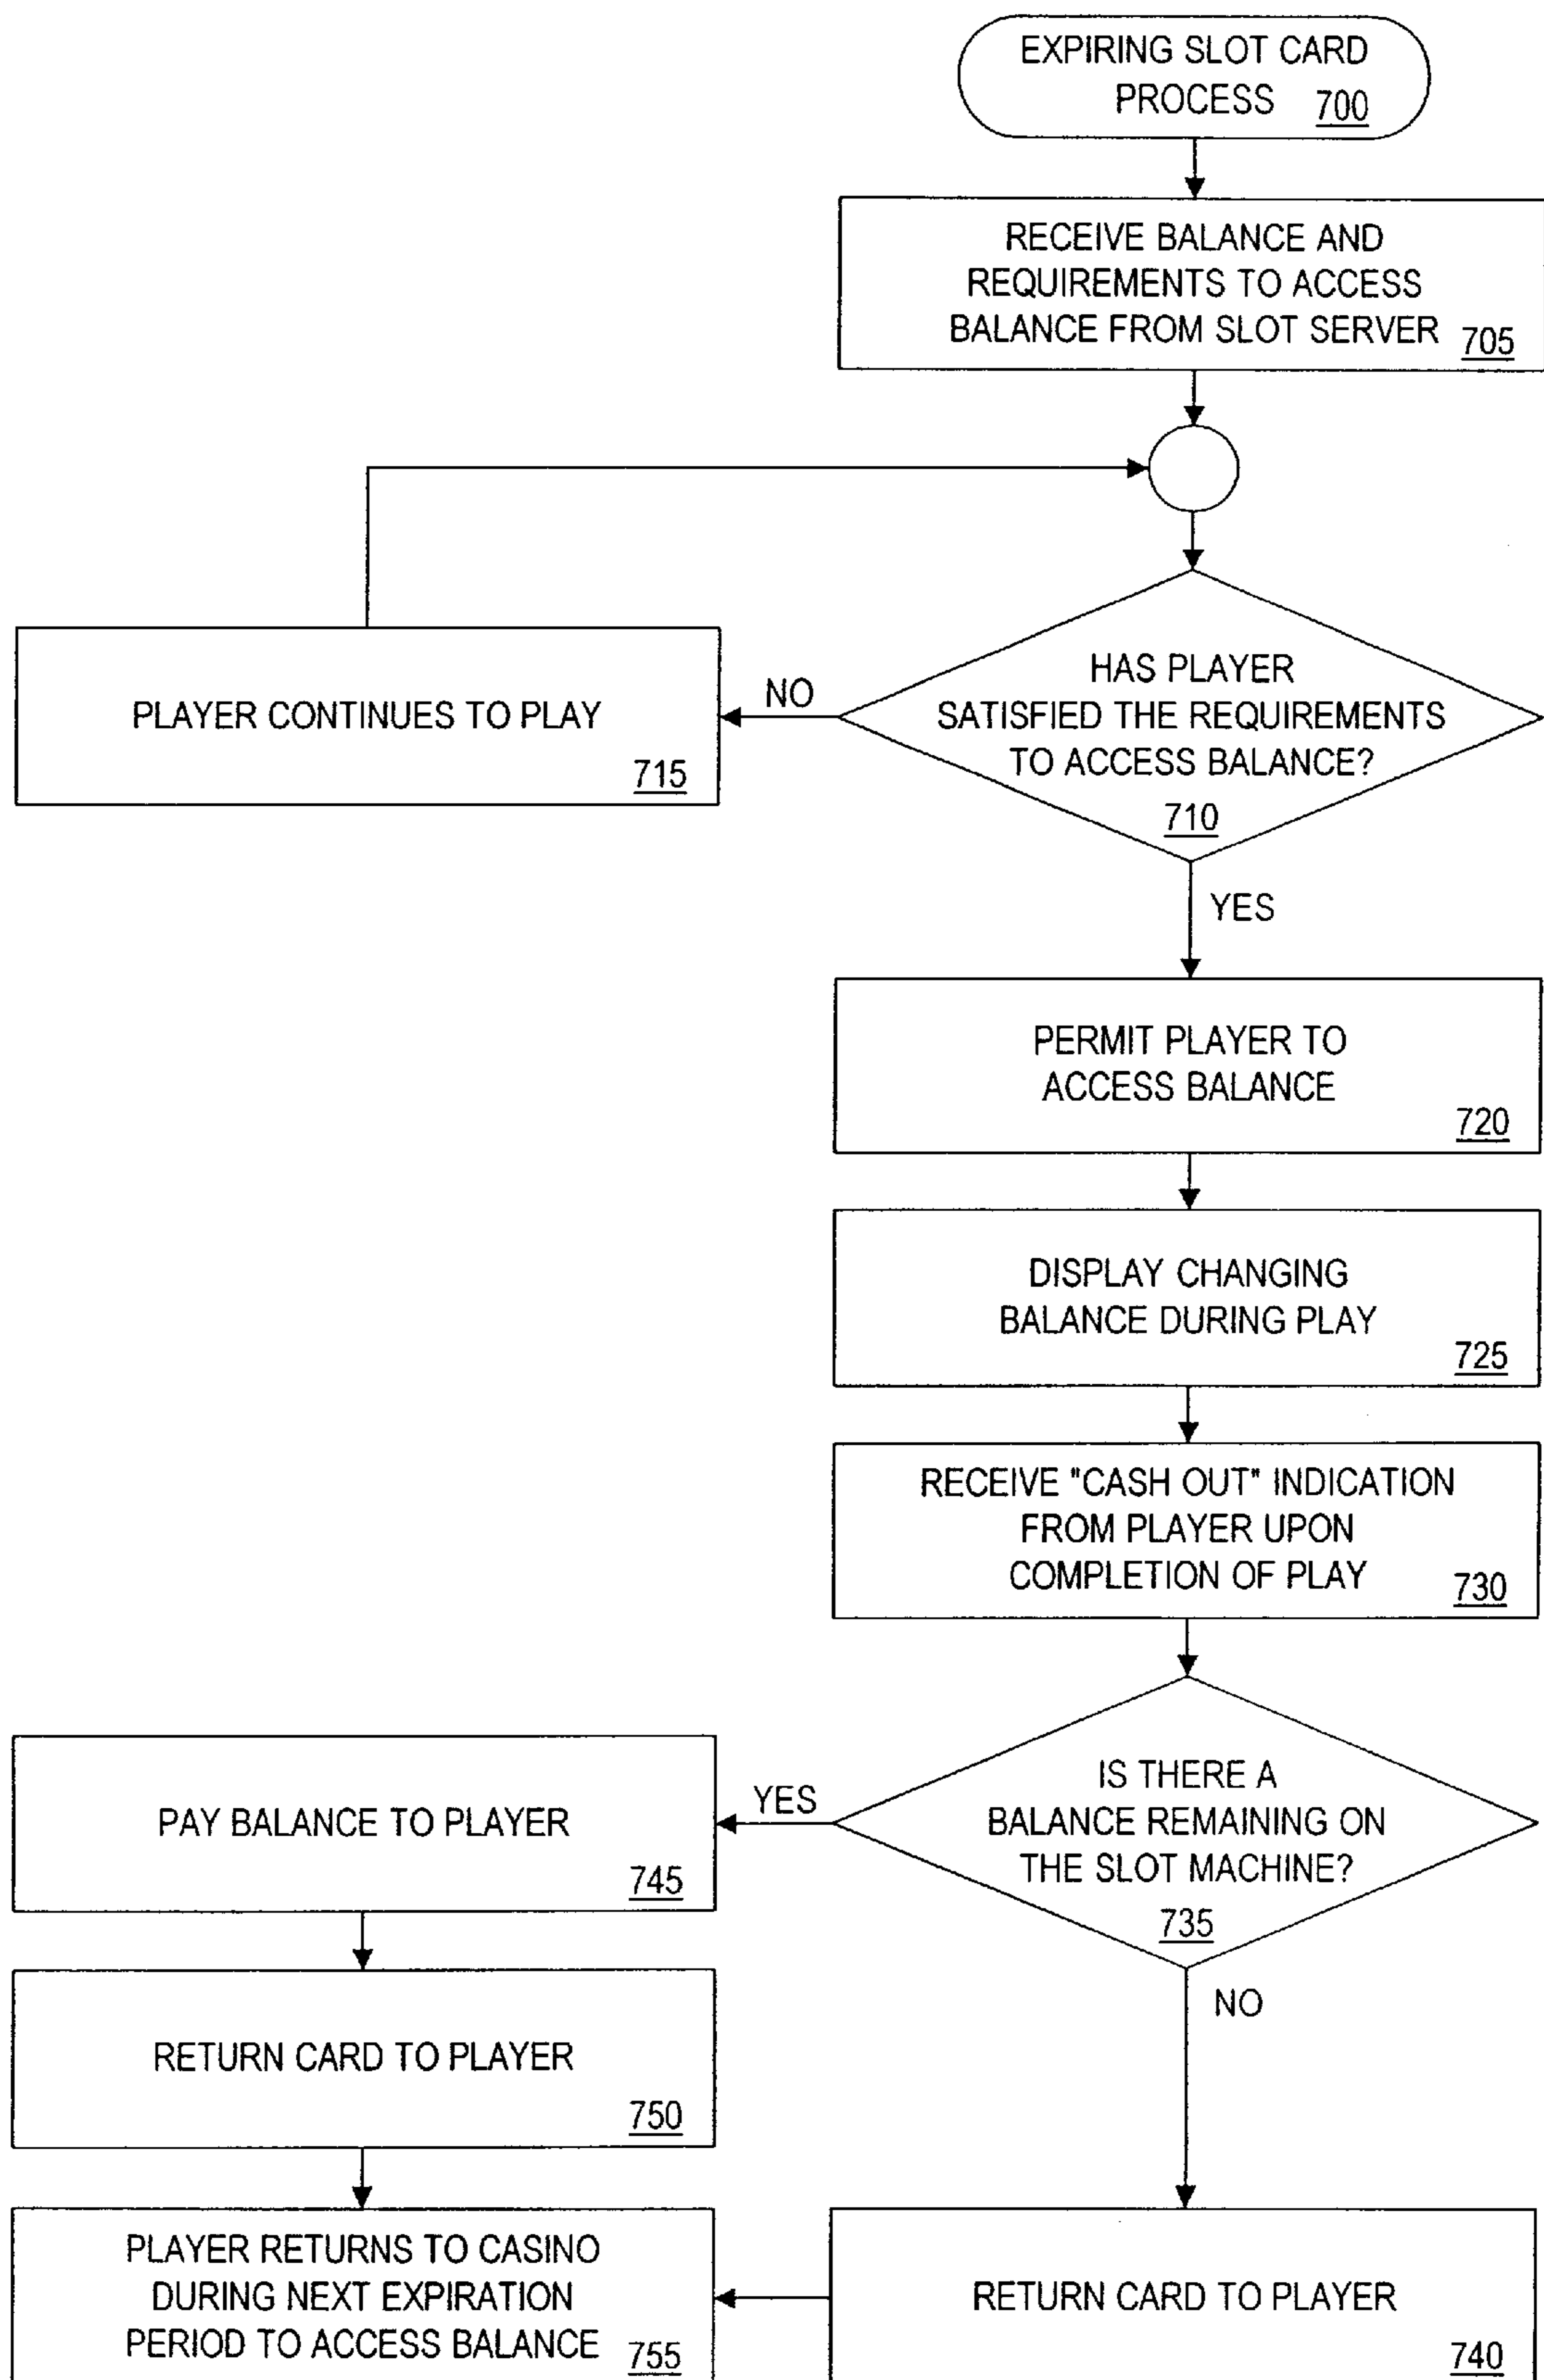 EXPIRING SLOT CARD
PROCESS 700
RECEIVE BALANCE AND
REQUIREMENTS TO ACCESS
BALANCE FROM SLOT SERVER 705
HAS PLAYER
SATISFIED THE REQUIREMENTS
TO ACCESS BALANCE?
710
NO
PLAYER CONTINUES TO PLAY
715
YES
PERMIT PLAYER TO
ACCESS BALANCE
720
DISPLAY CHANGING
BALANCE DURING PLAY
725
RECEIVE "CASH OUT" INDICATION
FROM PLAYER UPON
COMPLETION OF PLAY 730
IS THERE A
BALANCE REMAINING ON
THE SLOT MACHINE?
735
YES
PAY BALANCE TO PLAYER
745
RETURN CARD TO PLAYER
750
NO
PLAYER RETURNS TO CASINO
DURING NEXT EXPIRATION
PERIOD TO ACCESS BALANCE 755
RETURN CARD TO PLAYER
740